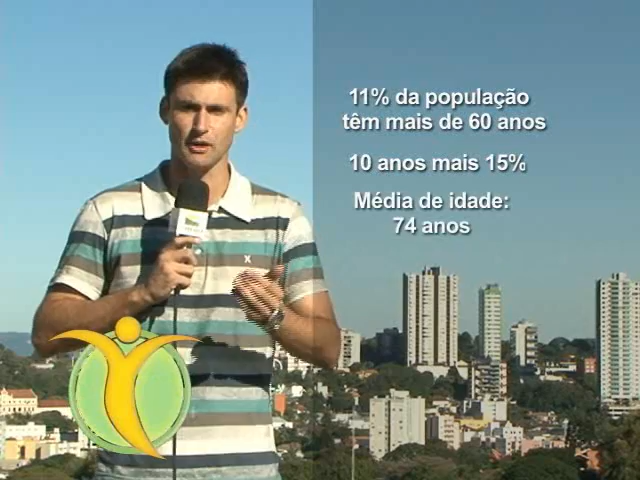 11% da população
têm mais de 60 anos
10 anos mais 15%
Média de idade:
74 anos